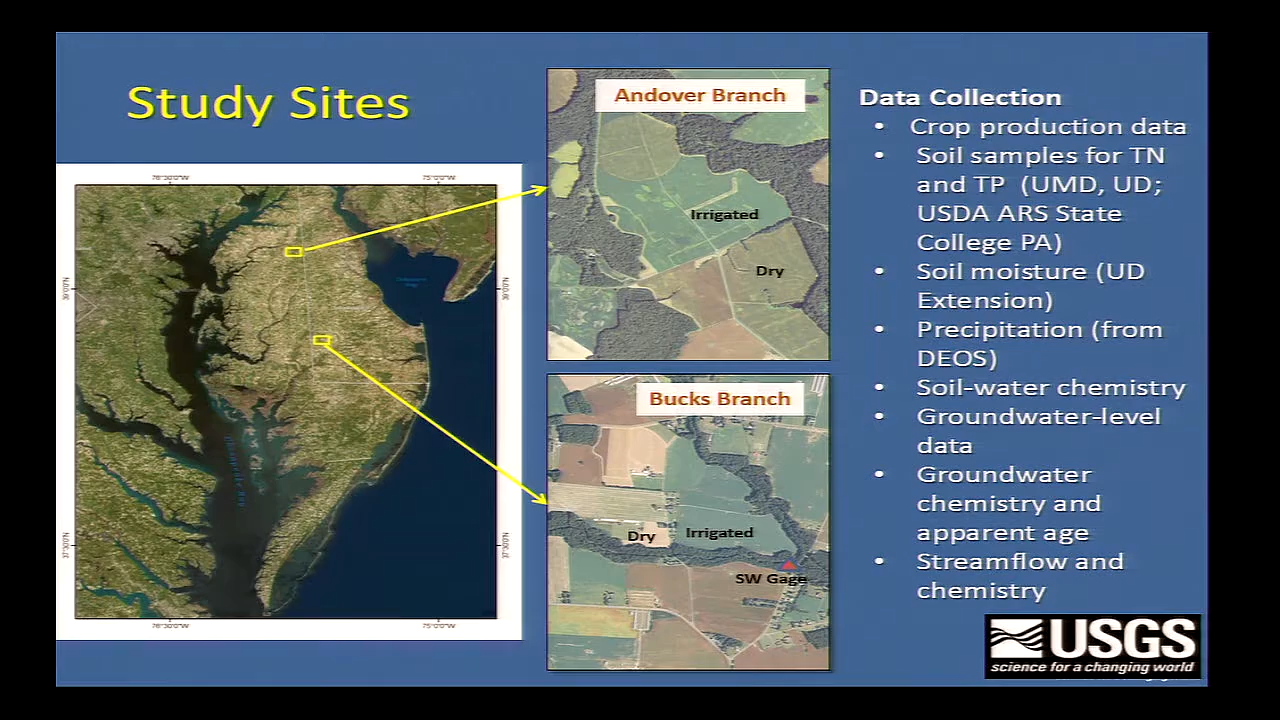 Study Sites
Andover Branch
Irrigated
Dry
Bucks Branch
Dry
Irrigated
SW Gage
Data Collection
• Crop production data
• Soil samples for TN
and TP (UMD, UD;
USDA ARS State
College PA)
• Soil moisture (UD
Extension)
• Precipitation (from
DEOS)
• Soil-water chemistry
• Groundwater-level
data
• Groundwater
chemistry and
apparent age
• Streamflow and
chemistry
USGS
science for a changing world